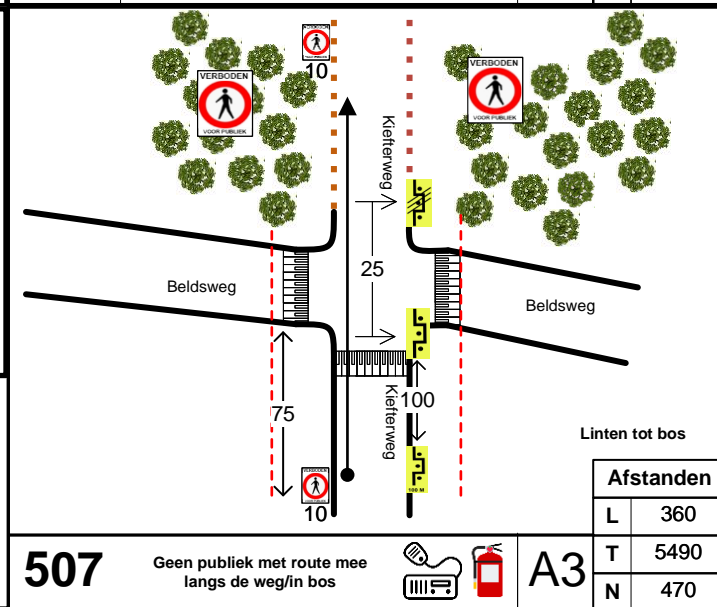 VERBODEN
VOOR PUBLIEK
10
VERBODEN
VOOR PUBLIEK
Kiefterweg
25
Beldsweg
Beldsweg
75
Kiefterweg
100
100 M
10
Linten tot bos
Afstanden
L 360
T 5490
N 470
507
Geen publiek met route mee
langs de weg/in bos
A3